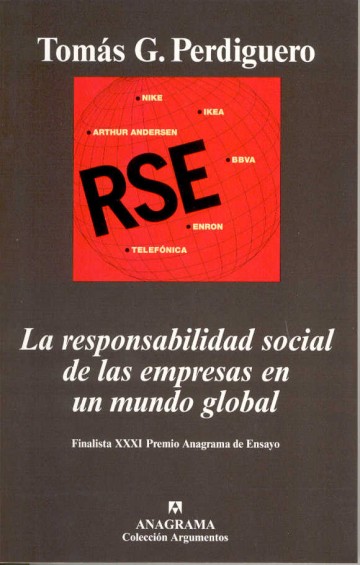 Tomás G. Perdiguero
NIKE
IKEA
ARTHUR ANDERSEN
BBVA
RSE
ENRON
TELEFÓNICA
La responsabilidad social
de las empresas en
un mundo global
Finalista XXXI Premio Anagrama de Ensayo
ANAGRAMA
Colección Argumentos